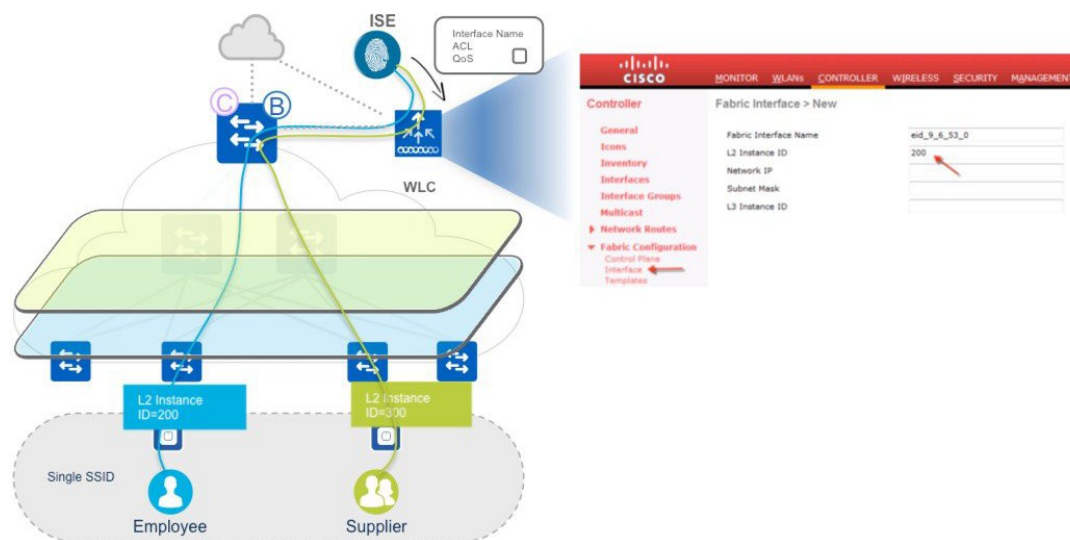 ISE
Interface Name
ACL
QoS
C
B
WLC
L2 Instance
ID=200
L2 Instance
ID=300
Single SSID
Employee
Supplier
CISCO
MONITOR WLANs CONTROLLER WIRELESS SECURITY MANAGEMENT
Controller
General
Icons
Inventory
Interfaces
Interface Groups
Multicast
Network Routes
Fabric Configuration
Control Plane
Interface
Templates
Fabric Interface > New
Fabric Interface Name eid_9_6_53_0
L2 Instance ID 200
Network IP
Subnet Mask
L3 Instance ID